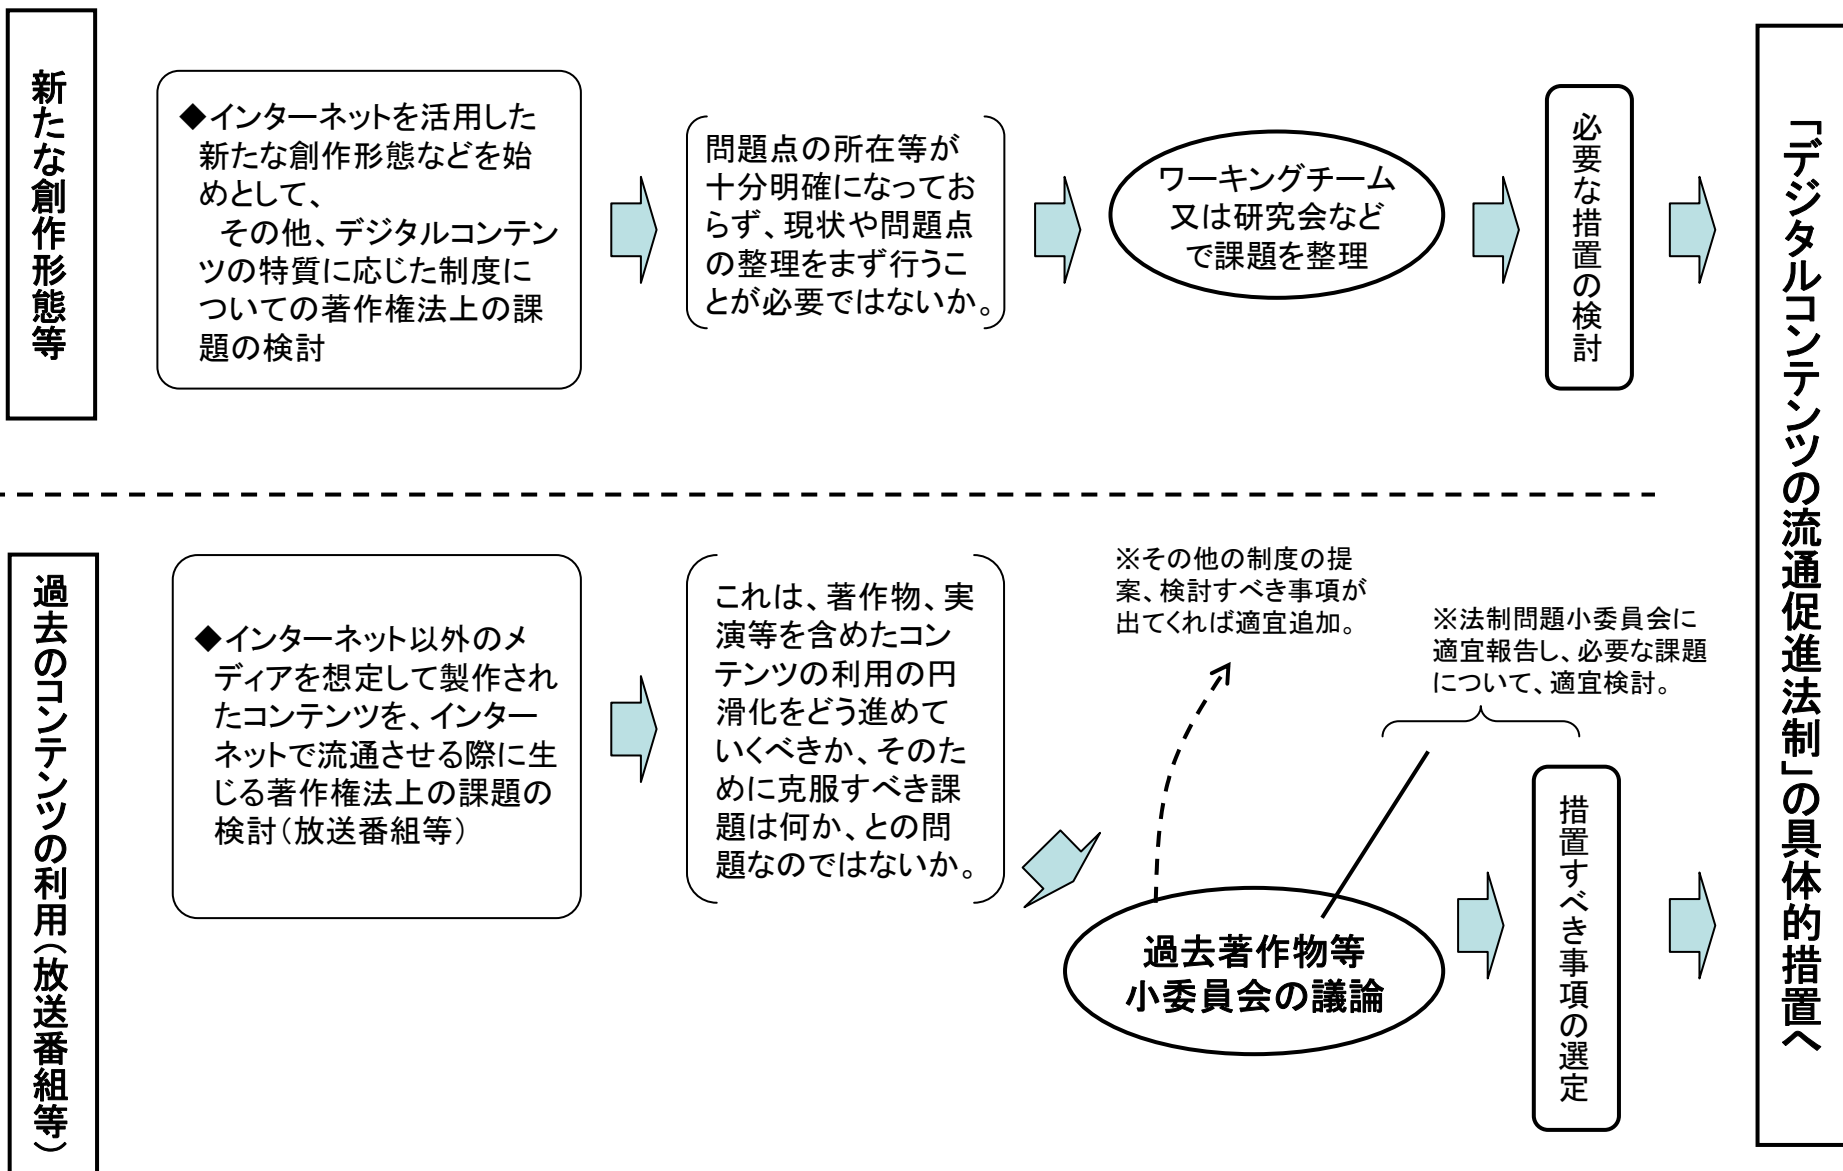 新たな創作形態等
◆インターネットを活用した
新たな創作形態などを始
めとして、
その他、デジタルコンテン
ツの特質に応じた制度に
ついての著作権法上の課
題の検討
問題点の所在等が
十分明確になってお
らず、現状や問題点
の整理をまず行うこ
とが必要ではないか。
ワーキングチーム
又は研究会など
で課題を整理
必要な措置の検討
過去のコンテンツの利用(放送番組等)
◆インターネット以外のメ
ディアを想定して製作され
たコンテンツを、インター
ネットで流通させる際に生
じる著作権法上の課題の
検討(放送番組等)
これは、著作物、実
演等を含めたコン
テンツの利用の円
滑化をどう進めて
いくべきか、そのた
めに克服すべき課
題は何か、との問
題なのではないか。
※その他の制度の提
案、検討すべき事項が
出てくれば適宜追加。
※法制問題小委員会に
適宜報告し、必要な課題
について、適宜検討。
過去著作物等
小委員会の議論
措置すべき事項の選定
「デジタルコンテンツの流通促進法制」の具体的措置へ